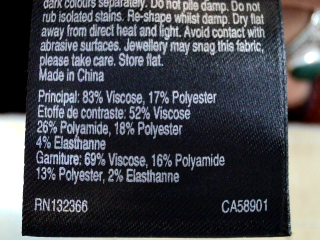 dark colours separately. Do not pile damp. Do not
rub isolated stains. Re-shape whilst damp. Dry flat
away from direct heat and light. Avoid contact with
abrasive surfaces. Jewellery may snag this fabric,
please take care. Store flat.
Made in China
Principal: 83% Viscose, 17% Polyester
Etoffe de contraste: 52% Viscose
26% Polyamide, 18% Polyester
4% Elasthanne
Garniture: 69% Viscose, 16% Polyamide
13% Polyester, 2% Elasthanne
RN132366 CA58901